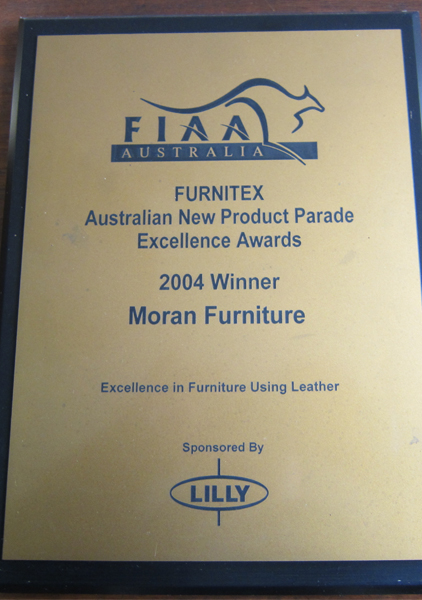 FIAA
AUSTRALIA
FURNITEX
Australian New Product Parade
Excellence Awards
2004 Winner
Moran Furniture
Excellence in Furniture Using Leather
Sponsored By
LILLY